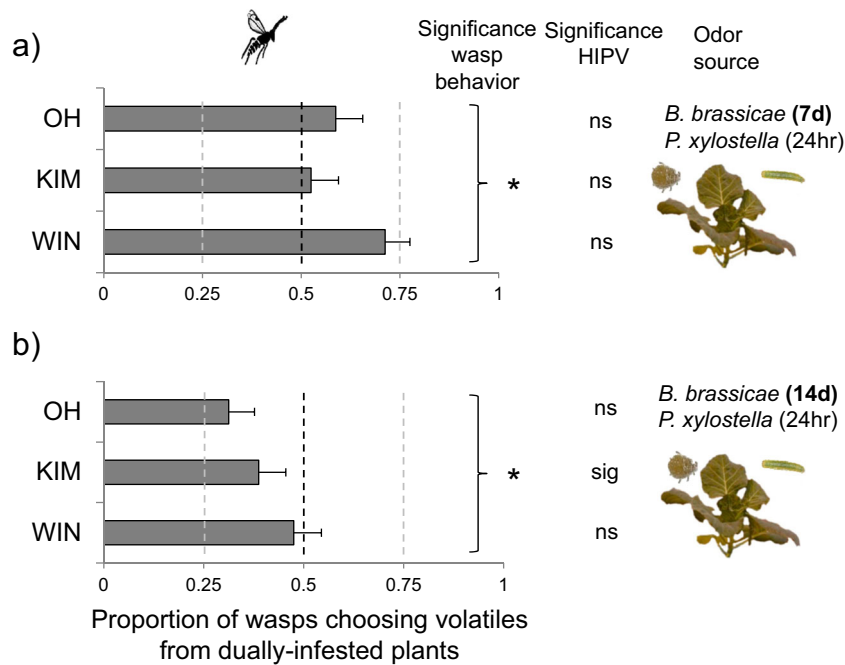 a)
Significance
wasp
behavior
Significance
HIPV
Odor
source
OH
KIM
WIN
*
ns
ns
ns
B. brassicae (7d)
P. xylostella (24hr)
0 0.25 0.5 0.75 1
b)
OH
KIM
WIN
*
ns
sig
ns
B. brassicae (14d)
P. xylostella (24hr)
0 0.25 0.5 0.75 1
Proportion of wasps choosing volatiles
from dually-infested plants